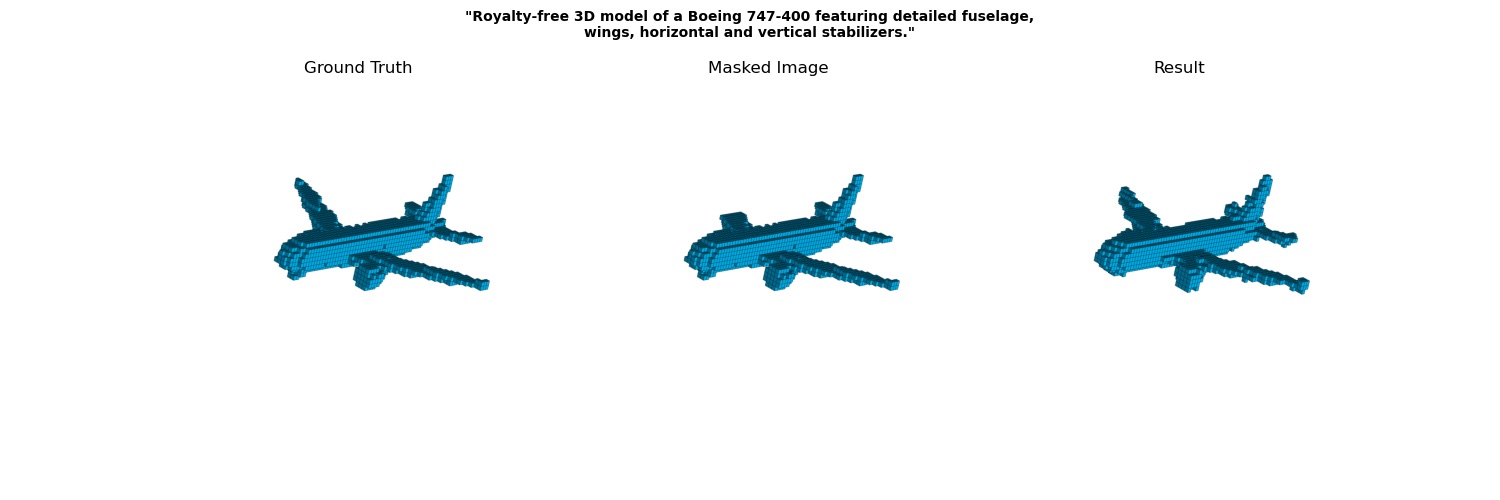 "Royalty-free 3D model of a Boeing 747-400 featuring detailed fuselage,
wings, horizontal and vertical stabilizers."
Ground Truth
Masked Image
Result